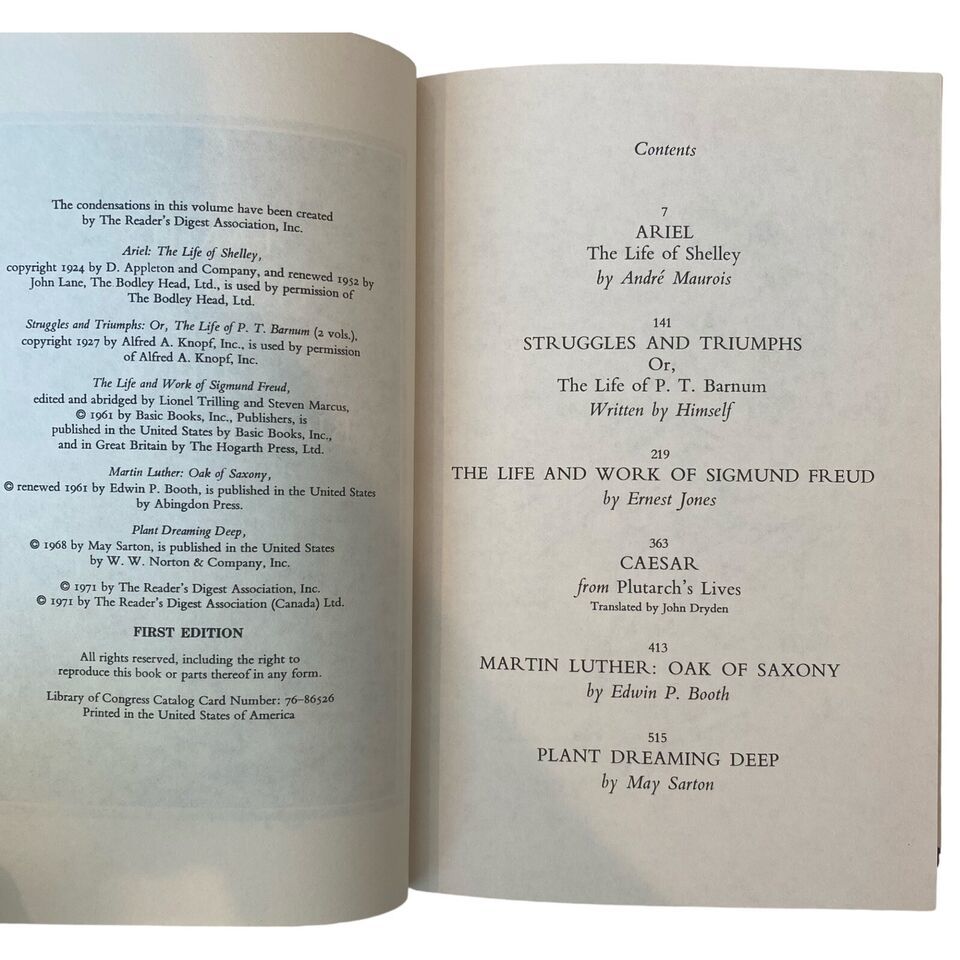 The condensations in this volume have been created
by The Reader's Digest Association, Inc.
Ariel: The Life of Shelley,
copyright 1924 by D. Appleton and Company, and renewed 1952 by
John Lane, The Bodley Head, Ltd., is used by permission of
The Bodley Head, Ltd.
Struggles and Triumphs: Or, The Life of P. T. Barnum (2 vols.),
copyright 1927 by Alfred A. Knopf, Inc., is used by permission
of Alfred A. Knopf, Inc.
The Life and Work of Sigmund Freud,
edited and abridged by Lionel Trilling and Steven Marcus,
© 1961 by Basic Books, Inc., Publishers, is
published in the United States by Basic Books, Inc.,
and in Great Britain by The Hogarth Press, Ltd.
Martin Luther: Oak of Saxony,
© renewed 1961 by Edwin P. Booth, is published in the United States
by Abingdon Press.
Plant Dreaming Deep,
© 1968 by May Sarton, is published in the United States
by W. W. Norton & Company, Inc.
© 1971 by The Reader's Digest Association, Inc.
© 1971 by The Reader's Digest Association (Canada) Ltd.
FIRST EDITION
All rights reserved, including the right to
reproduce this book or parts thereof in any form.
Library of Congress Catalog Card Number: 76-86526
Printed in the United States of America
Contents
7
ARIEL
The Life of Shelley
by André Maurois
141
STRUGGLES AND TRIUMPHS
Or,
The Life of P. T. Barnum
Written by Himself
219
THE LIFE AND WORK OF SIGMUND FREUD
by Ernest Jones
363
CAESAR
from Plutarch's Lives
Translated by John Dryden
413
MARTIN LUTHER: OAK OF SAXONY
by Edwin P. Booth
515
PLANT DREAMING DEEP
by May Sarton